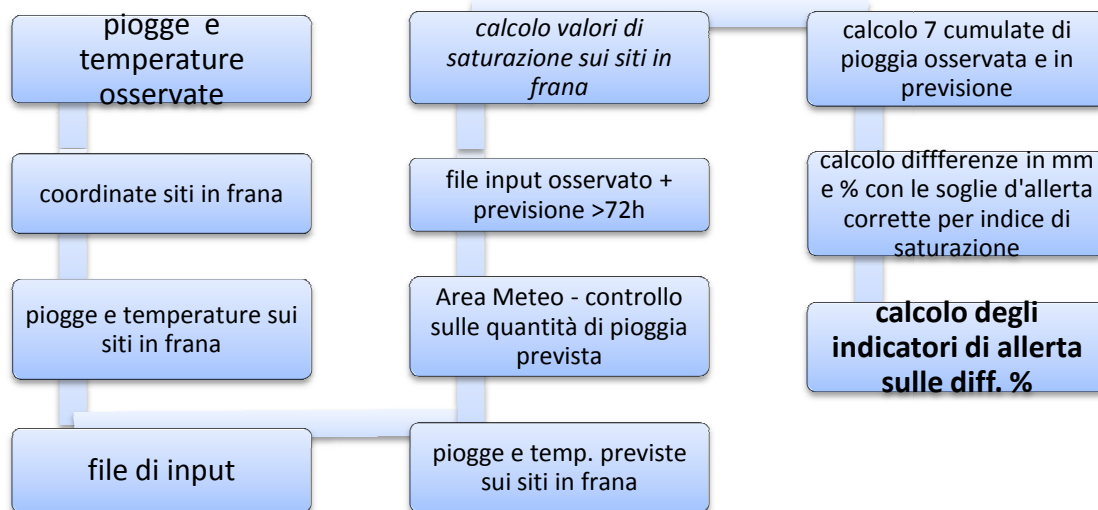 piogge e
temperature
osservate
coordinate siti in frana
piogge e temperature sui
siti in frana
file di input
calcolo valori di
saturazione sui siti in
frana
file input osservato +
previsione >72h
Area Meteo - controllo
sulle quantità di pioggia
prevista
piogge e temp. previste
sui siti in frana
calcolo 7 cumulate di
pioggia osservata e in
previsione
calcolo diffferenze in mm
e % con le soglie d'allerta
corrette per indice di
saturazione
calcolo degli
indicatori di allerta
sulle diff. %